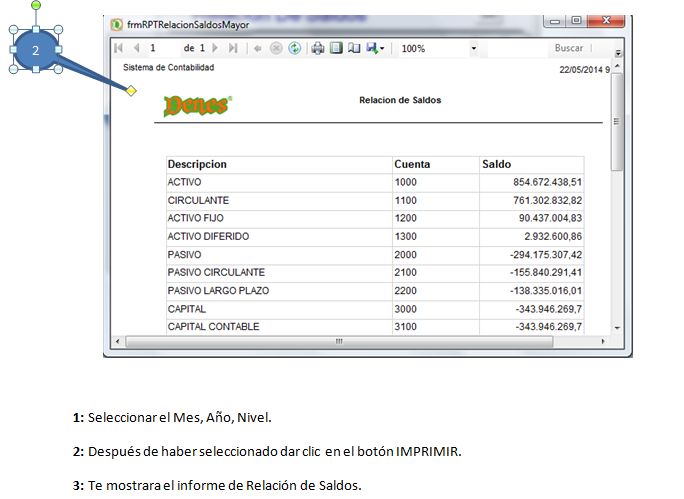 frmRPTRelacionSaldosMayor
2
1 de 1 100% Buscar
Sistema de Contabilidad
22/05/2014 9
Denes®
Relacion de Saldos
Descripcion Cuenta Saldo
ACTIVO 1000 854.672.438,51
CIRCULANTE 1100 761.302.832,82
ACTIVO FIJO 1200 90.437.004,83
ACTIVO DIFERIDO 1300 2.932.600,86
PASIVO 2000 -294.175.307,42
PASIVO CIRCULANTE 2100 -155.840.291,41
PASIVO LARGO PLAZO 2200 -138.335.016,01
CAPITAL 3000 -343.946.269,7
CAPITAL CONTABLE 3100 -343.946.269,7
1: Seleccionar el Mes, Año, Nivel.
2: Después de haber seleccionado dar clic en el botón IMPRIMIR.
3: Te mostrara el informe de Relación de Saldos.